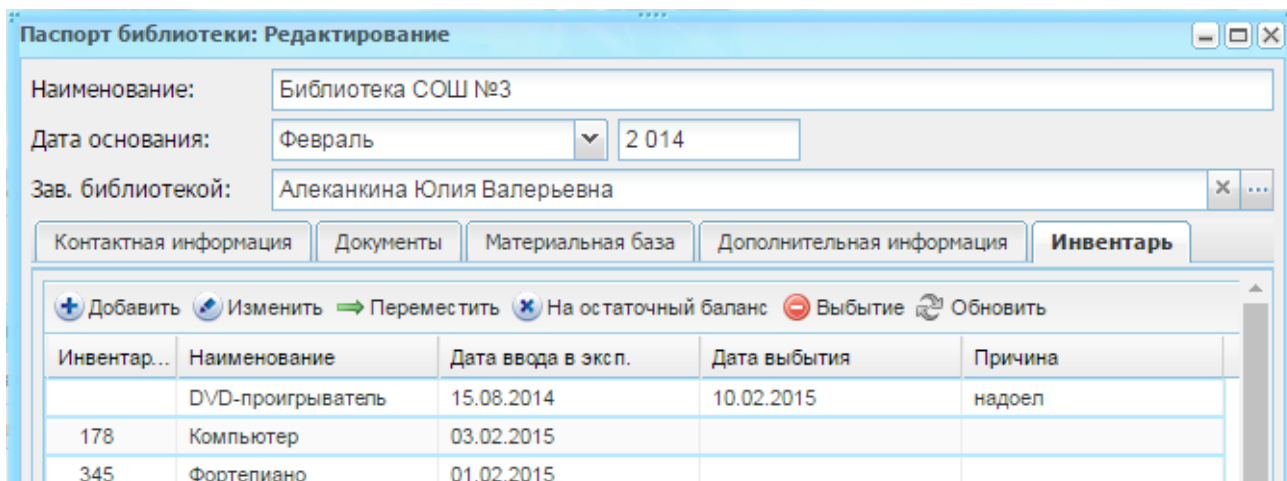 Паспорт библиотеки: Редактирование
Наименование: Библиотека СОШ №3
Дата основания: Февраль 2 014
Зав. библиотекой: Алеканкина Юлия Валерьевна
Контактная информация Документы Материальная база Дополнительная информация Инвентарь
Добавить Изменить Переместить На остаточный баланс Выбытие Обновить
Инвентар... Наименование Дата ввода в эксп. Дата выбытия Причина
DVD-проигрыватель 15.08.2014 10.02.2015 надоел
178 Компьютер 03.02.2015
345 Фортепиано 01.02.2015